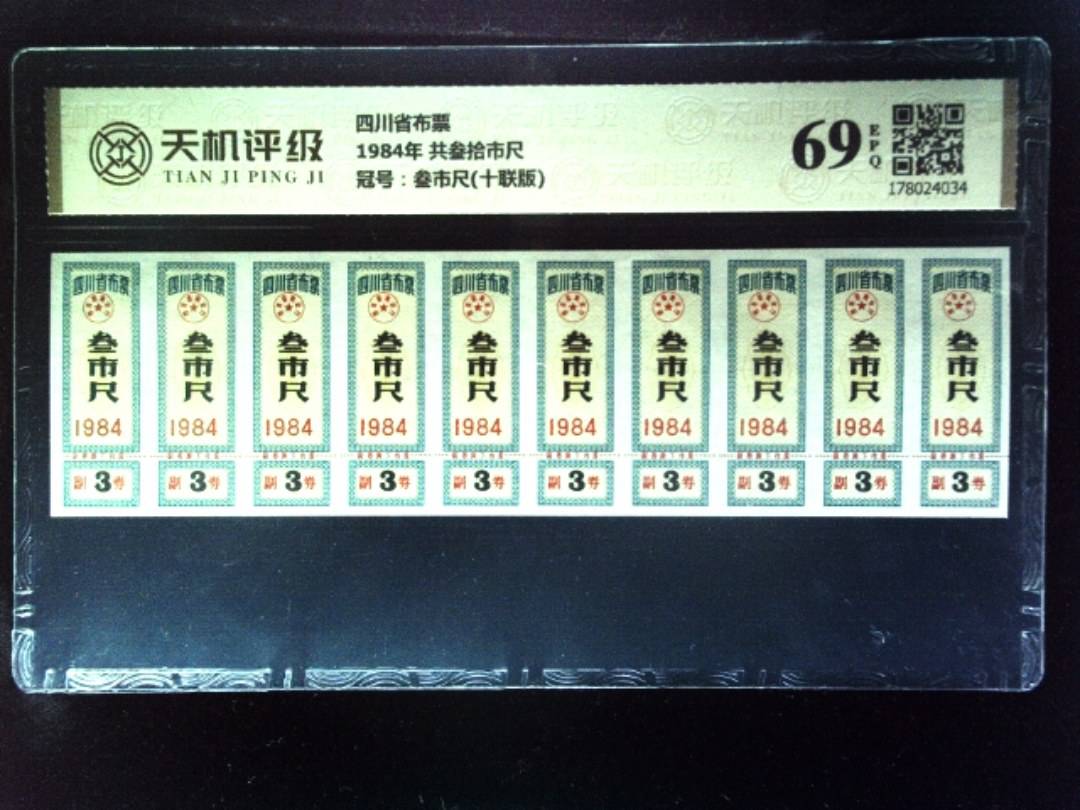 天机评级
TIAN JI PING JI
四川省布票
1984年 共叁拾市尺
冠号：叁市尺(十联版)
69
EPQ
178024034
四川省布票 四川省布票 四川省布票 四川省布票 四川省布票 四川省布票 四川省布票 四川省布票 四川省布票 四川省布票
叁市尺 叁市尺 叁市尺 叁市尺 叁市尺 叁市尺 叁市尺 叁市尺 叁市尺 叁市尺
1984 1984 1984 1984 1984 1984 1984 1984 1984 1984
副3券 副3券 副3券 副3券 副3券 副3券 副3券 副3券 副3券 副3券